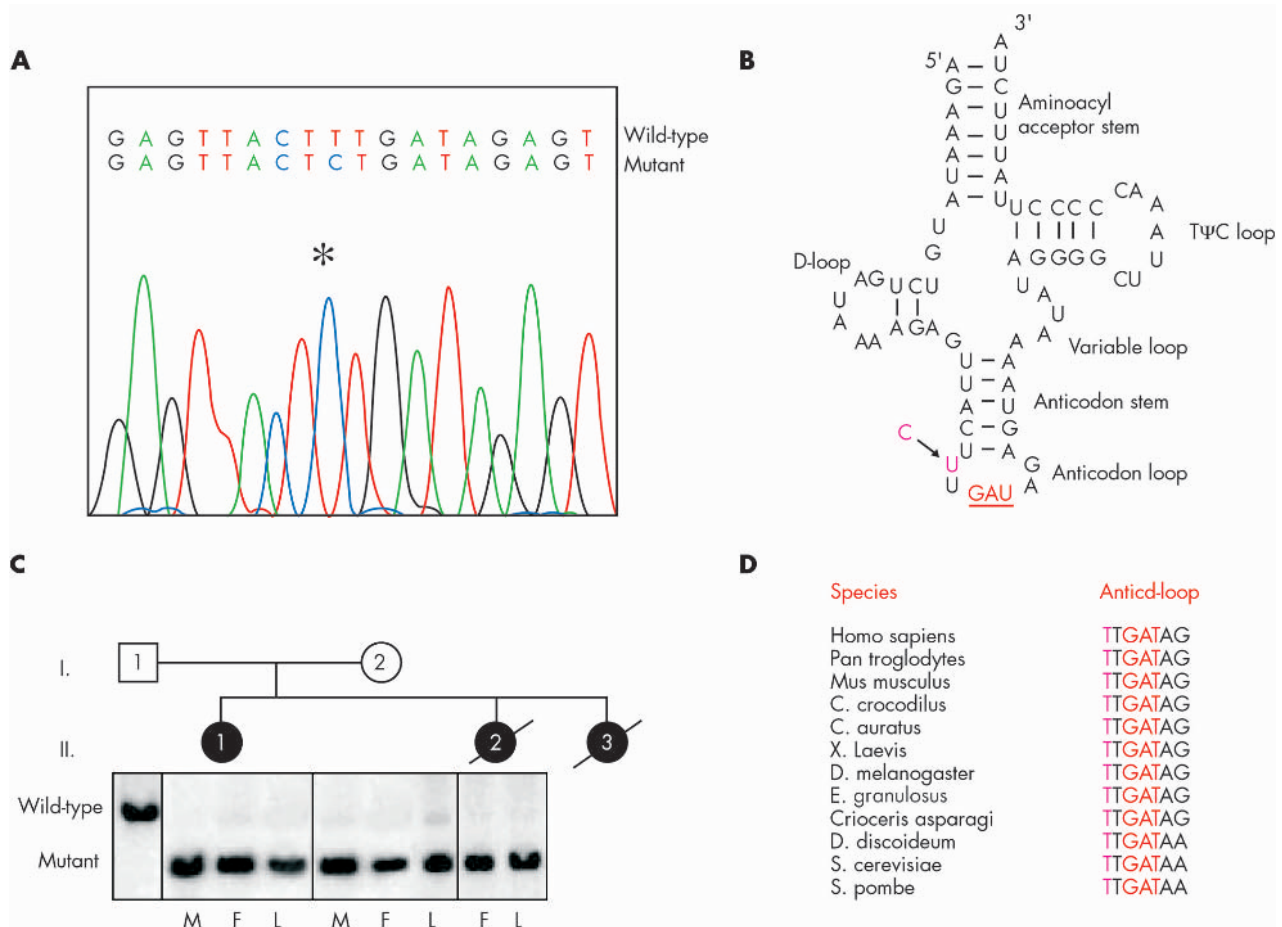 A
G A G T T A C T T T G A T A G A G T Wild-type
G A G T T A C T C T G A T A G A G T Mutant
*
B
3'
5'
A
A U
G C
A U
A U
A U
U A
A U
Aminoacyl
acceptor stem
U C C C C
CA
A
A
U
CU
A G G G G
TΨC loop
U
G
D-loop
AG U C U
U
A
AA A GA G
U A
U
A
A
Variable loop
U A
U A
A U
C G
U A
Anticodon stem
C
U
U
GAU
G
A
Anticodon loop
C
I.
1
2
II.
1
2
3
Wild-type
Mutant
M F L M F L F L
D
Species Anticd-loop
Homo sapiens TTGATAG
Pan troglodytes TTGATAG
Mus musculus TTGATAG
C. crocodilus TTGATAG
C. auratus TTGATAG
X. Laevis TTGATAG
D. melanogaster TTGATAG
E. granulosus TTGATAG
Crioceris asparagi TTGATAG
D. discoideum TTGATAA
S. cerevisiae TTGATAA
S. pombe TTGATAA